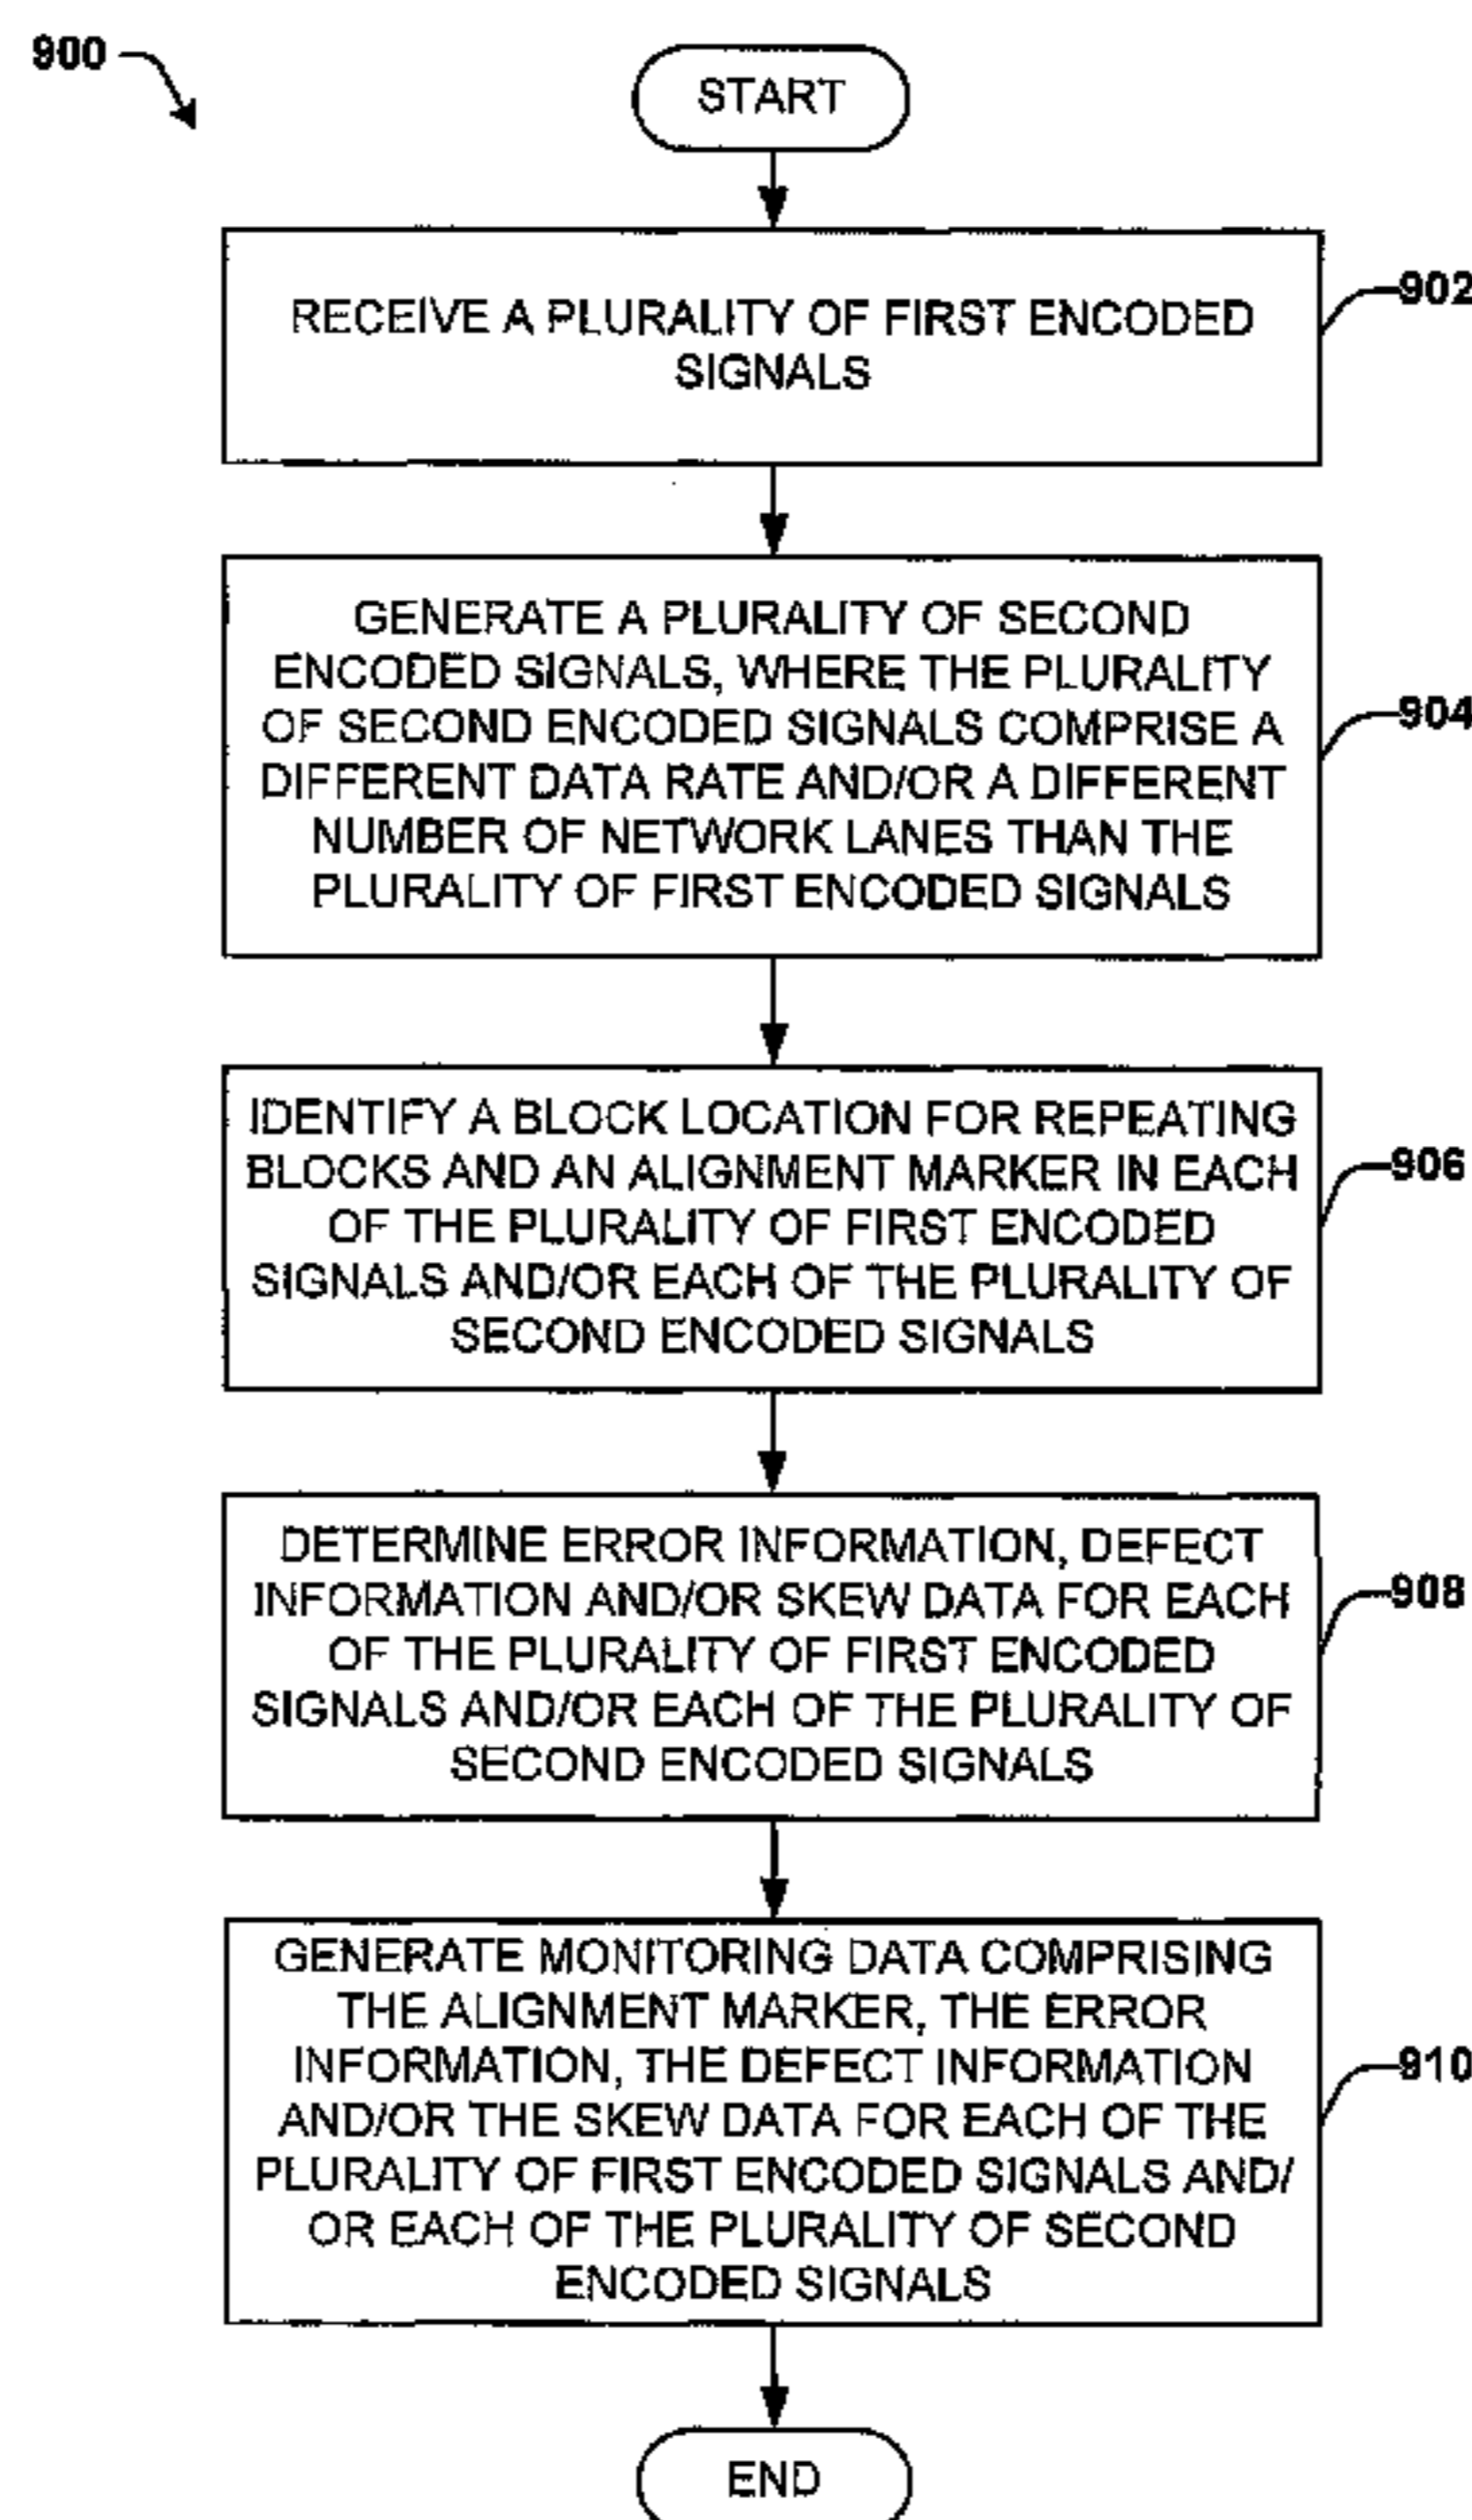 900
START
RECEIVE A PLURALITY OF FIRST ENCODED
SIGNALS
902
GENERATE A PLURALITY OF SECOND
ENCODED SIGNALS, WHERE THE PLURALITY
OF SECOND ENCODED SIGNALS COMPRISE A
DIFFERENT DATA RATE AND/OR A DIFFERENT
NUMBER OF NETWORK LANES THAN THE
PLURALITY OF FIRST ENCODED SIGNALS
904
IDENTIFY A BLOCK LOCATION FOR REPEATING
BLOCKS AND AN ALIGNMENT MARKER IN EACH
OF THE PLURALITY OF FIRST ENCODED
SIGNALS AND/OR EACH OF THE PLURALITY OF
SECOND ENCODED SIGNALS
906
DETERMINE ERROR INFORMATION, DEFECT
INFORMATION AND/OR SKEW DATA FOR EACH
OF THE PLURALITY OF FIRST ENCODED
SIGNALS AND/OR EACH OF THE PLURALITY OF
SECOND ENCODED SIGNALS
908
GENERATE MONITORING DATA COMPRISING
THE ALIGNMENT MARKER, THE ERROR
INFORMATION, THE DEFECT INFORMATION
AND/OR THE SKEW DATA FOR EACH OF THE
PLURALITY OF FIRST ENCODED SIGNALS AND/
OR EACH OF THE PLURALITY OF SECOND
ENCODED SIGNALS
910
END